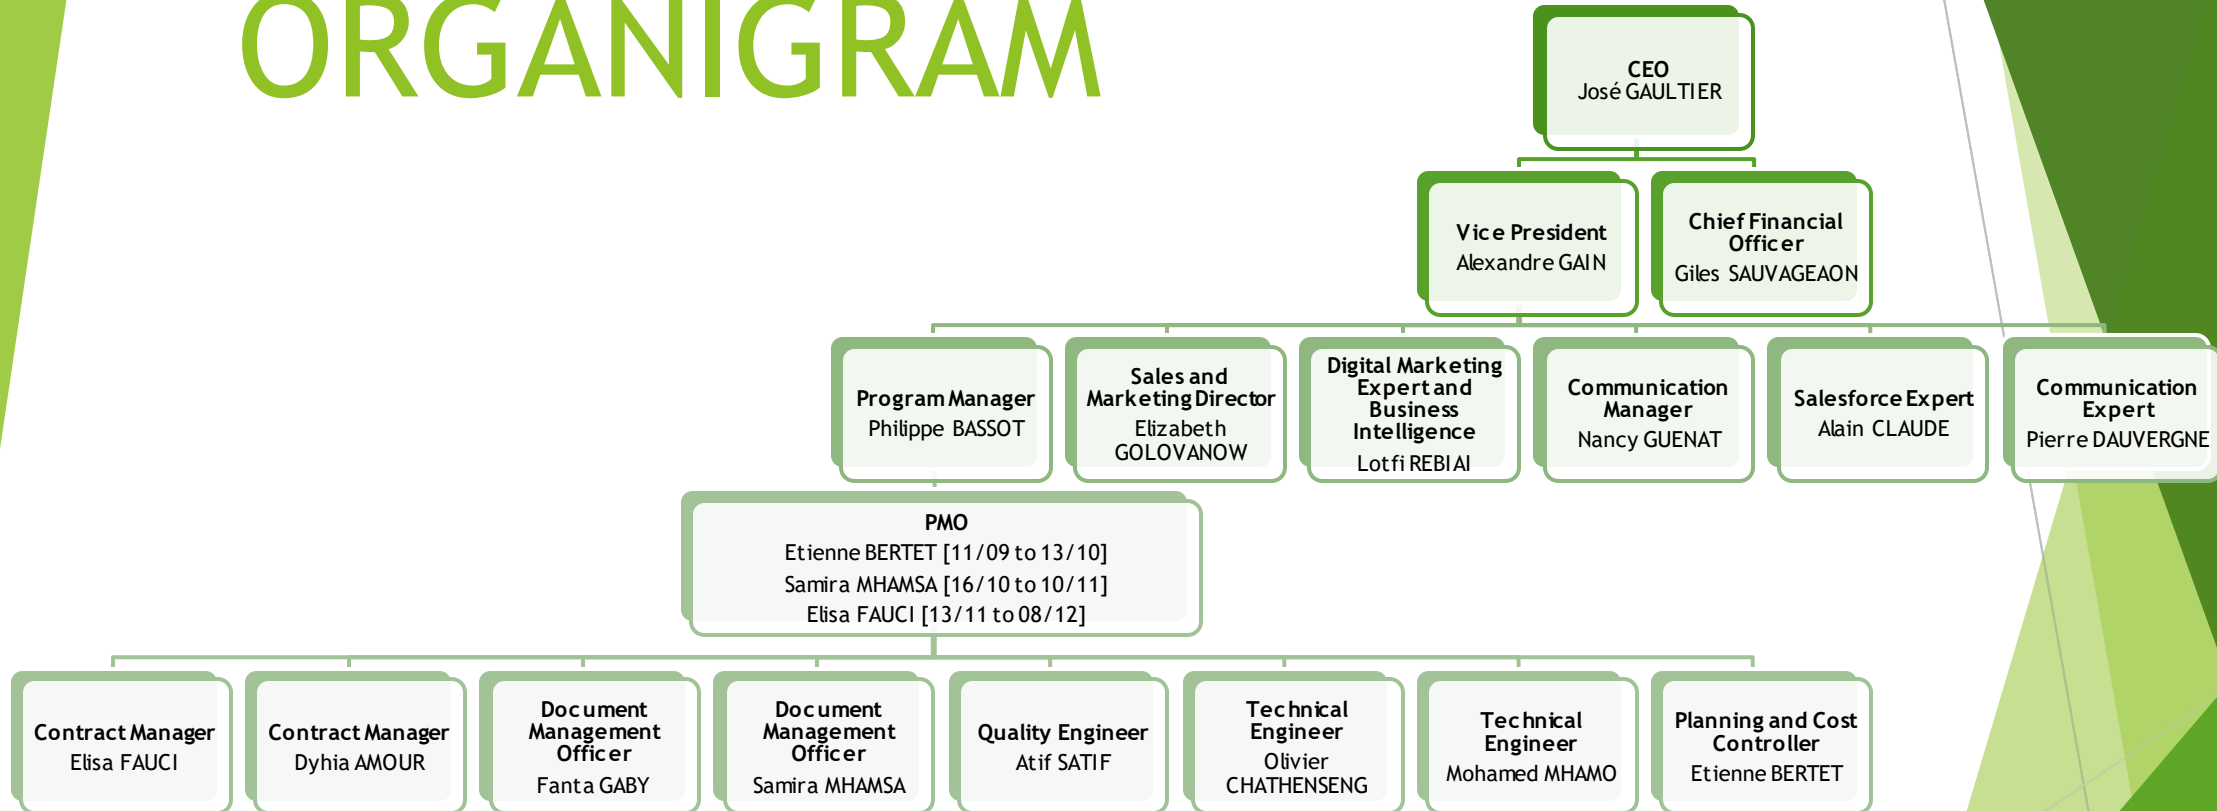 ORGANIGRAM
CEO
José GAULTIER
Vice President
Alexandre GAIN
Chief Financial
Officer
Giles SAUVAGEAON
Program Manager
Philippe BASSOT
Sales and
Marketing Director
Elizabeth
GOLOVANOW
Digital Marketing
Expert and
Business
Intelligence
Lotfi REBIAI
Communication
Manager
Nancy GUENAT
Salesforce Expert
Alain CLAUDE
Communication
Expert
Pierre DAUVERGNE
PMO
Etienne BERTET [11/09 to 13/10]
Samira MHAMSA [16/10 to 10/11]
Elisa FAUCI [13/11 to 08/12]
Contract Manager
Elisa FAUCI
Contract Manager
Dyhia AMOUR
Document
Management
Officer
Fanta GABY
Document
Management
Officer
Samira MHAMSA
Quality Engineer
Atif SATIF
Technical
Engineer
Olivier
CHATHENSENG
Technical
Engineer
Mohamed MHAMO
Planning and Cost
Controller
Etienne BERTET